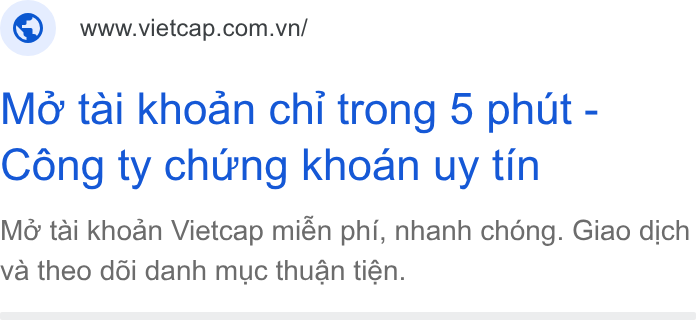 www.vietcap.com.vn/
Mở tài khoản chỉ trong 5 phút -
Công ty chứng khoán uy tín
Mở tài khoản Vietcap miễn phí, nhanh chóng. Giao dịch
và theo dõi danh mục thuận tiện.